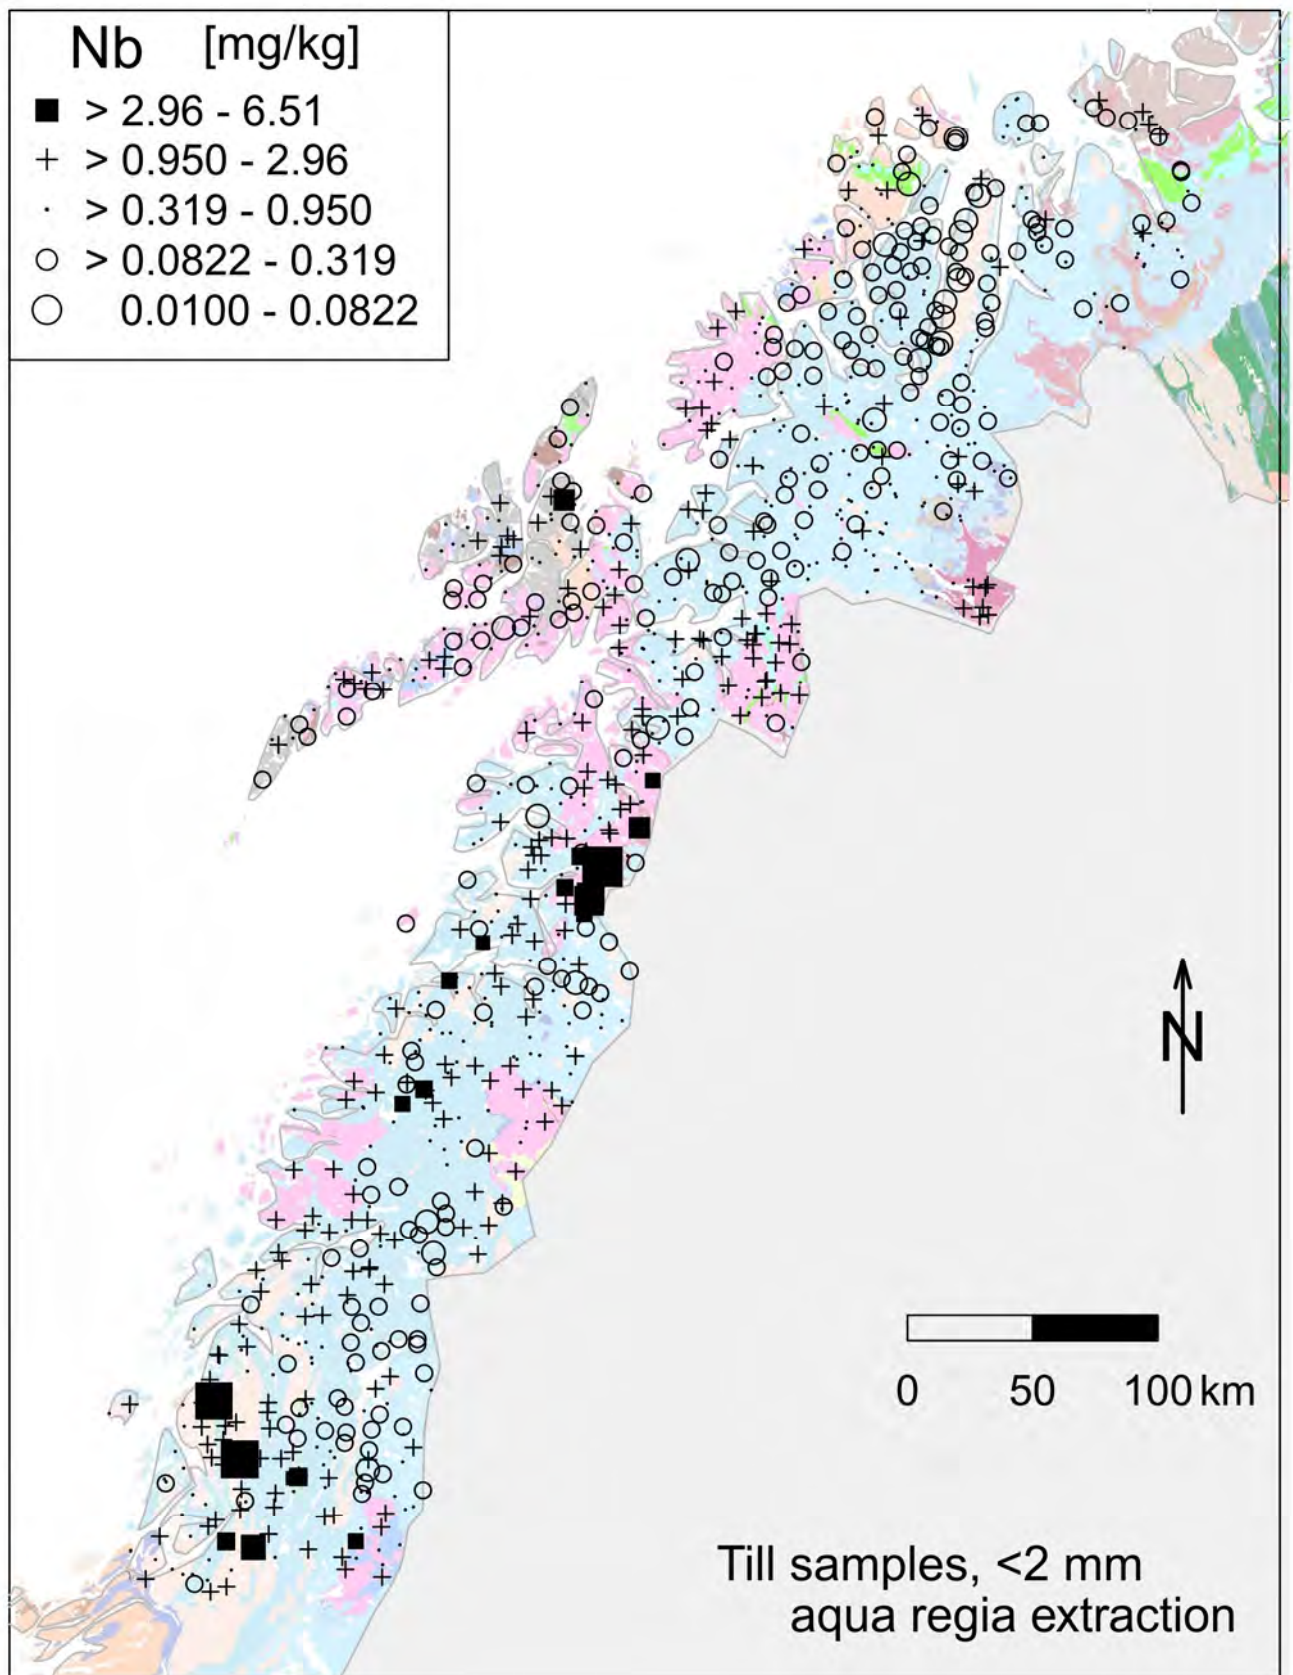 Nb [mg/kg]
> 2.96 - 6.51
> 0.950 - 2.96
> 0.319 - 0.950
> 0.0822 - 0.319
0.0100 - 0.0822
N
0 50 100 km
Till samples, <2 mm
aqua regia extraction